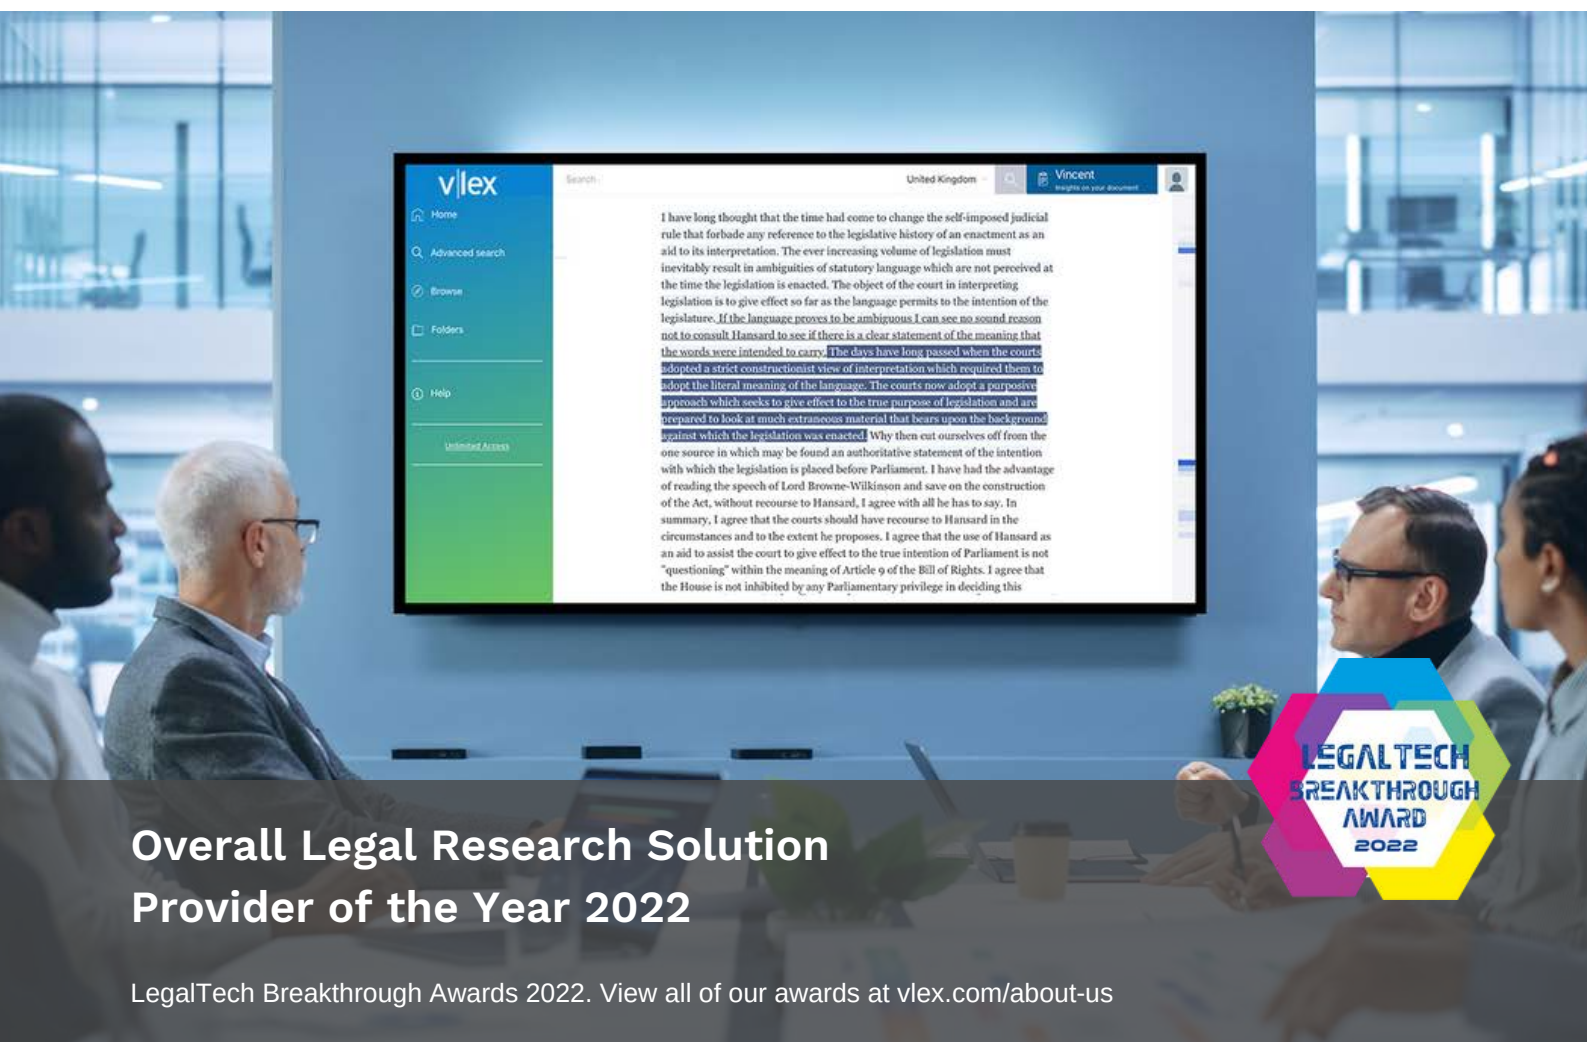 v|lex
Home
Advanced search
Browse
Folders
Help
Unlimited Access
Search
United Kingdom
Vincent
Insights on your document
I have long thought that the time had come to change the self-imposed judicial
rule that forbade any reference to the legislative history of an enactment as an
aid to its interpretation. The ever increasing volume of legislation must
inevitably result in ambiguities of statutory language which are not perceived at
the time the legislation is enacted. The object of the court in interpreting
legislation is to give effect so far as the language permits to the intention of the
legislature. If the language proves to be ambiguous I can see no sound reason
not to consult Hansard to see if there is a clear statement of the meaning that
the words were intended to carry. The days have long passed when the courts
adopted a strict constructionist view of interpretation which required them to
adopt the literal meaning of the language. The courts now adopt a purposive
approach which seeks to give effect to the true purpose of legislation and are
prepared to look at much extraneous material that bears upon the background
against which the legislation was enacted. Why then cut ourselves off from the
one source in which may be found an authoritative statement of the intention
with which the legislation is placed before Parliament. I have had the advantage
of reading the speech of Lord Browne-Wilkinson and save on the construction
of the Act, without recourse to Hansard, I agree with all he has to say. In
summary, I agree that the courts should have recourse to Hansard in the
circumstances and to the extent he proposes. I agree that the use of Hansard as
an aid to assist the court to give effect to the true intention of Parliament is not
"questioning" within the meaning of Article 9 of the Bill of Rights. I agree that
the House is not inhibited by any Parliamentary privilege in deciding this
LEGALTECH
BREAKTHROUGH
AWARD
2022
Overall Legal Research Solution
Provider of the Year 2022
LegalTech Breakthrough Awards 2022. View all of our awards at vlex.com/about-us